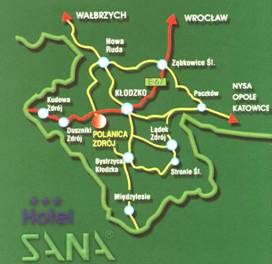 WAŁBRZYCH
WROCŁAW
Nowa
Ruda
Ząbkowice Śl.
E-67
KŁODZKO
Paczków
NYSA
OPOLE
KATOWICE
Kudowa
Zdrój
Duszniki
Zdrój
POLANICA
ZDRÓJ
Lądek
Zdrój
Bystrzyca
Kłodzka
Stronie Śl.
Międzylesie
Hotel
SANA